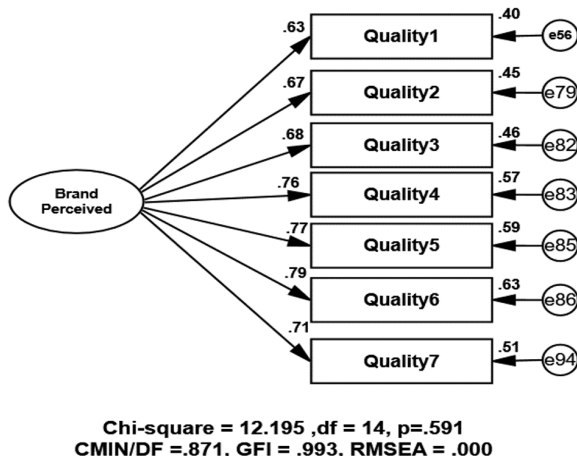 .63
Quality1
.40
e56
.67
Quality2
.45
e79
.68
Quality3
.46
e82
Brand
Perceived
.76
Quality4
.57
e83
.77
Quality5
.59
e85
.79
Quality6
.63
e86
.71
Quality7
.51
e94
Chi-square = 12.195 ,df = 14, p=.591
CMIN/DF =.871, GFI = .993, RMSEA = .000